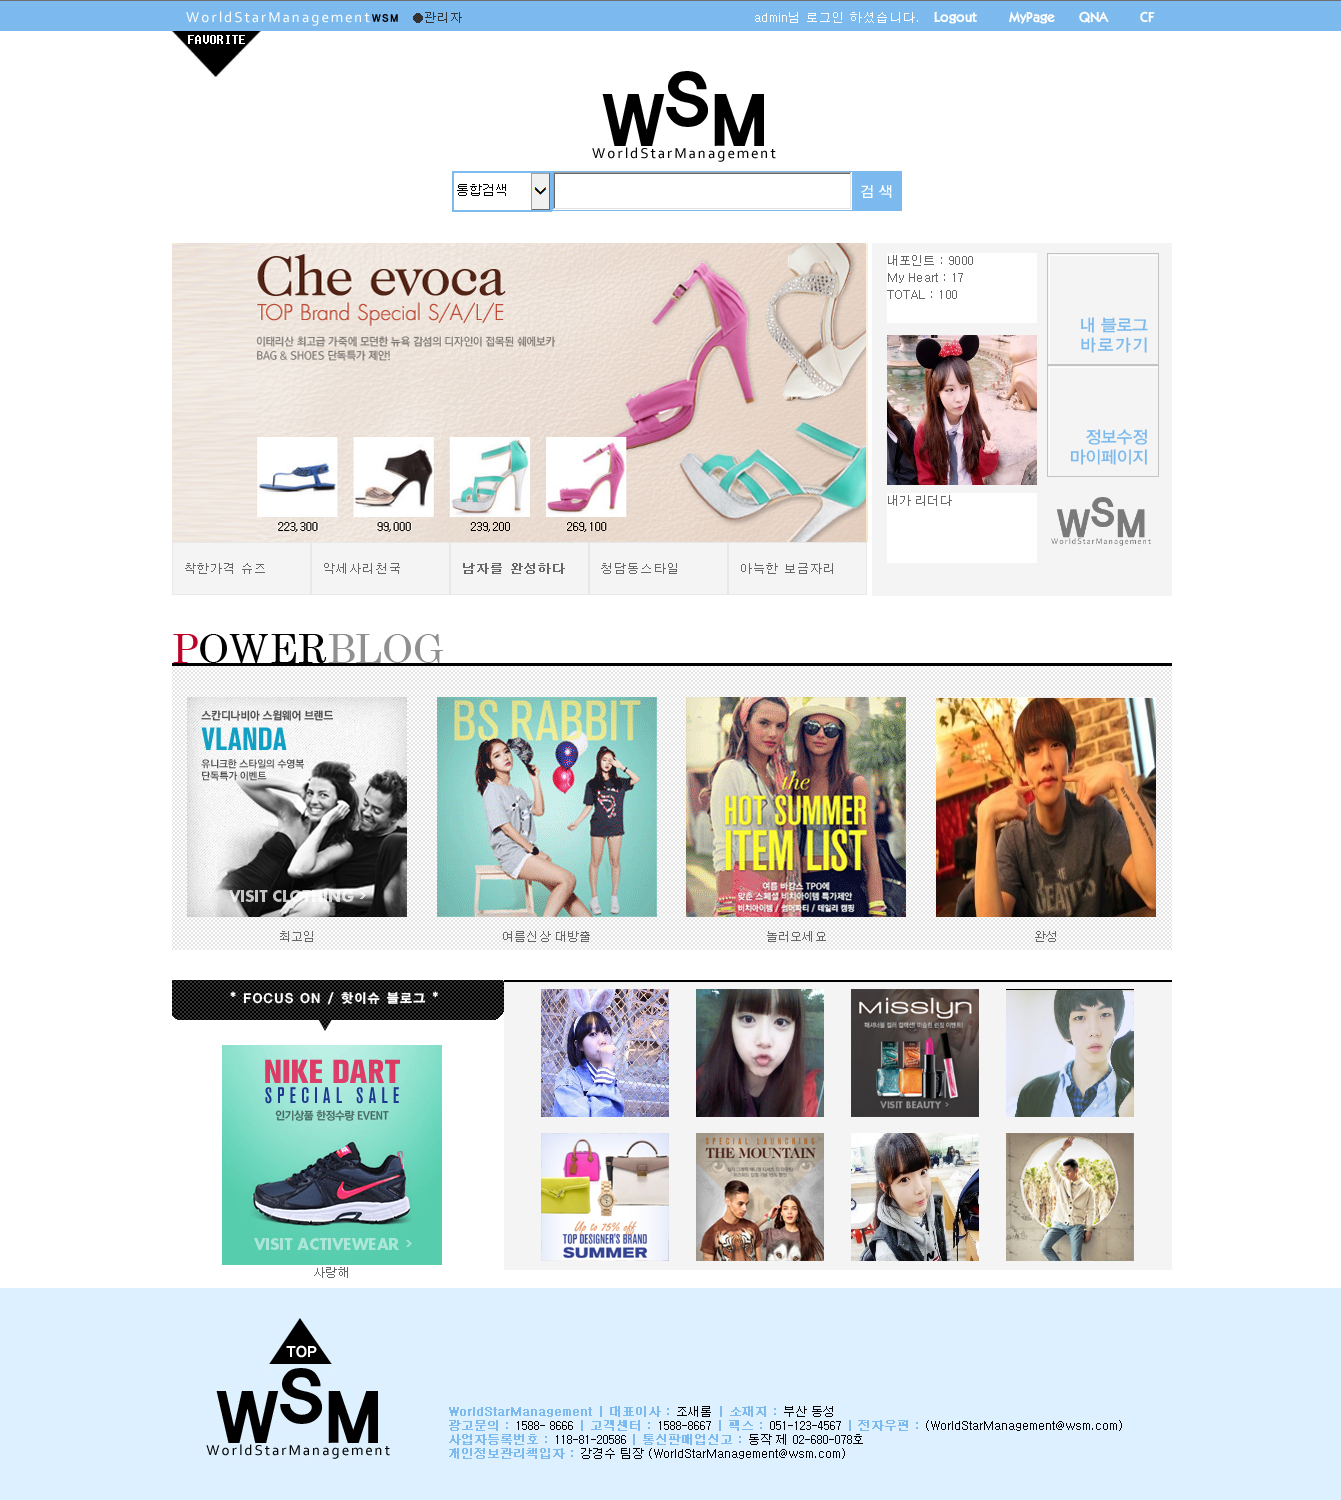 WorldStarManagementWSM ●관리자 admin님 로그인 하셨습니다. Logout MyPage QNA CF
FAVORITE
WSM
WorldStarManagement
통합검색 검색
Che evoca
TOP Brand Special S/A/L/E
이태리산 최고급 가죽에 모던한 뉴욕 감성의 디자인이 접목된 쉐에보카
BAG & SHOES 단독특가 제안!
223,300 99,000 239,200 269,100
착한가격 슈즈 악세사리천국 남자를 완성하다 청담동스타일 아늑한 보금자리
내포인트 : 9000
My Heart : 17
TOTAL : 100
내가 리더다
내 블로그
바로가기
정보수정
마이페이지
WSM
WorldStarManagement
POWERBLOG
스칸디나비아 스윔웨어 브랜드
VLANDA
유니크한 스타일의 수영복
단독특가 이벤트
VISIT CLOTHING >
BS RABBIT
the
HOT SUMMER
ITEM LIST
여름 바캉스 TPO에
맞춘 스페셜 비치아이템 특가제안
비치아이템 / 썸머파티 / 데일리 캠핑
최고임 여름신상 대방출 놀러오세요 완성
* FOCUS ON / 핫이슈 블로그 *
NIKE DART
SPECIAL SALE
인기상품 한정수량 EVENT
VISIT ACTIVEWEAR >
사랑해
Misslyn
VISIT BEAUTY >
Up to 75% off
TOP DESIGNER'S BRAND
SUMMER
SPECIAL LAUNCHING
THE MOUNTAIN
TOP
WSM
WorldStarManagement
WorldStarManagement | 대표이사 : 조새롬 | 소재지 : 부산 동성
광고문의 : 1588- 8666 | 고객센터 : 1588-8667 | 팩스 : 051-123-4567 | 전자우편 : (WorldStarManagement@wsm.com)
사업자등록번호 : 118-81-20586 | 통신판매업신고 : 동작 제 02-680-078호
개인정보관리책임자 : 강경수 팀장 (WorldStarManagement@wsm.com)